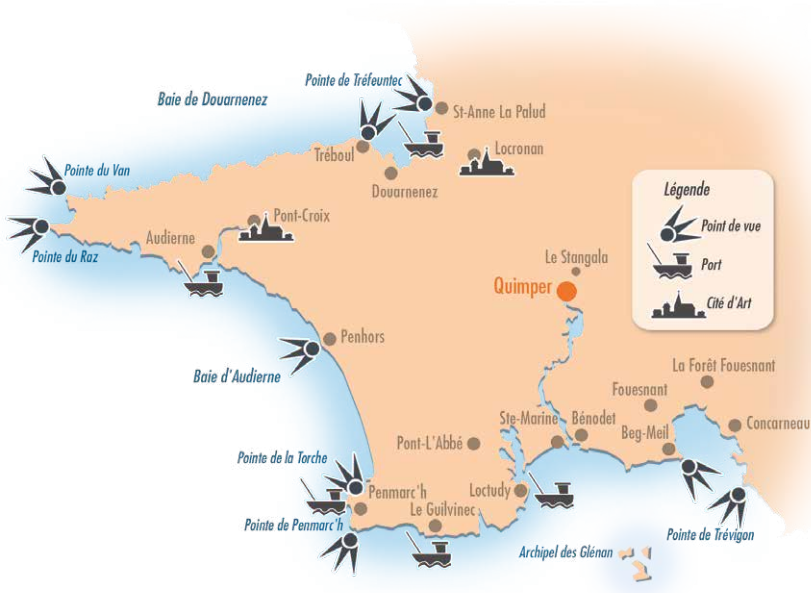 Pointe de Tréfeuntec
Baie de Douarnenez
St-Anne La Palud
Tréboul
Locronan
Pointe du Van
Douarnenez
Légende
Point de vue
Port
Cité d'Art
Pont-Croix
Audierne
Pointe du Raz
Le Stangala
Quimper
Penhors
Baie d'Audierne
La Forêt Fouesnant
Fouesnant
Ste-Marine
Bénodet
Concarneau
Beg-Meil
Pont-L'Abbé
Pointe de la Torche
Penmarc'h
Loctudy
Le Guilvinec
Pointe de Penmarc'h
Pointe de Trévigon
Archipel des Glénan